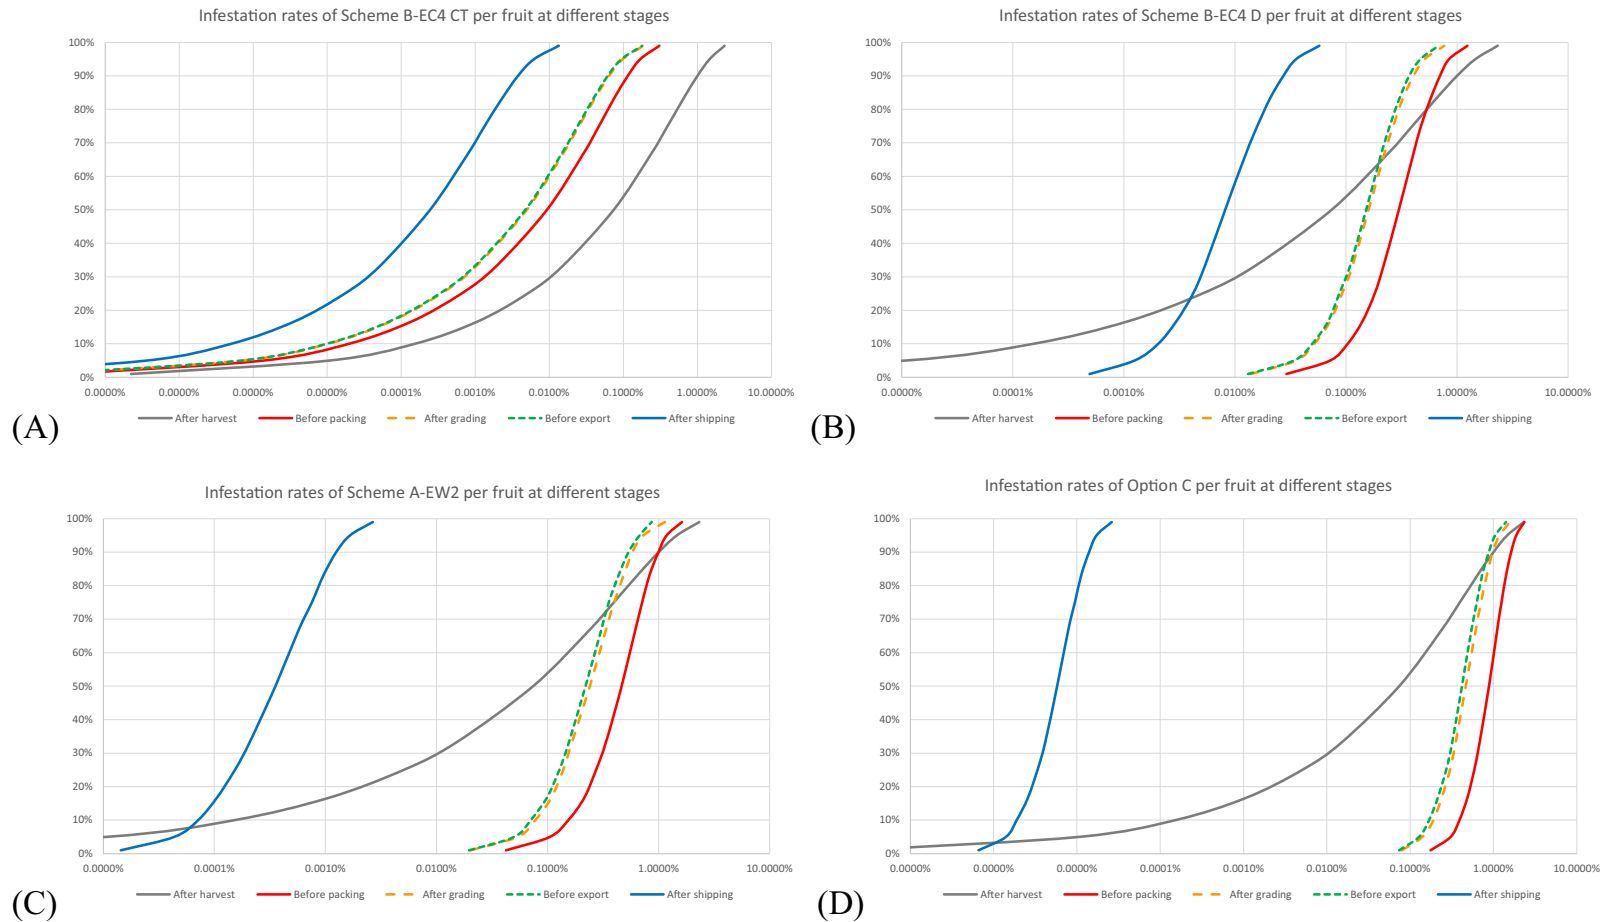 Infestation rates of Scheme B-EC4 CT per fruit at different stages
100%
90%
80%
70%
60%
50%
40%
30%
20%
10%
0%
0.0000% 0.0000% 0.0000% 0.0000% 0.0001% 0.0010% 0.0100% 0.1000% 1.0000% 10.0000%
After harvest Before packing After grading Before export After shipping
(A)
Infestation rates of Scheme B-EC4 D per fruit at different stages
100%
90%
80%
70%
60%
50%
40%
30%
20%
10%
0%
0.0000% 0.0001% 0.0010% 0.0100% 0.1000% 1.0000% 10.0000%
After harvest Before packing After grading Before export After shipping
(B)
Infestation rates of Scheme A-EW2 per fruit at different stages
100%
90%
80%
70%
60%
50%
40%
30%
20%
10%
0%
0.0000% 0.0001% 0.0010% 0.0100% 0.1000% 1.0000% 10.0000%
After harvest Before packing After grading Before export After shipping
(C)
Infestation rates of Option C per fruit at different stages
100%
90%
80%
70%
60%
50%
40%
30%
20%
10%
0%
0.0000% 0.0000% 0.0000% 0.0001% 0.0010% 0.0100% 0.1000% 1.0000% 10.0000%
After harvest Before packing After grading Before export After shipping
(D)